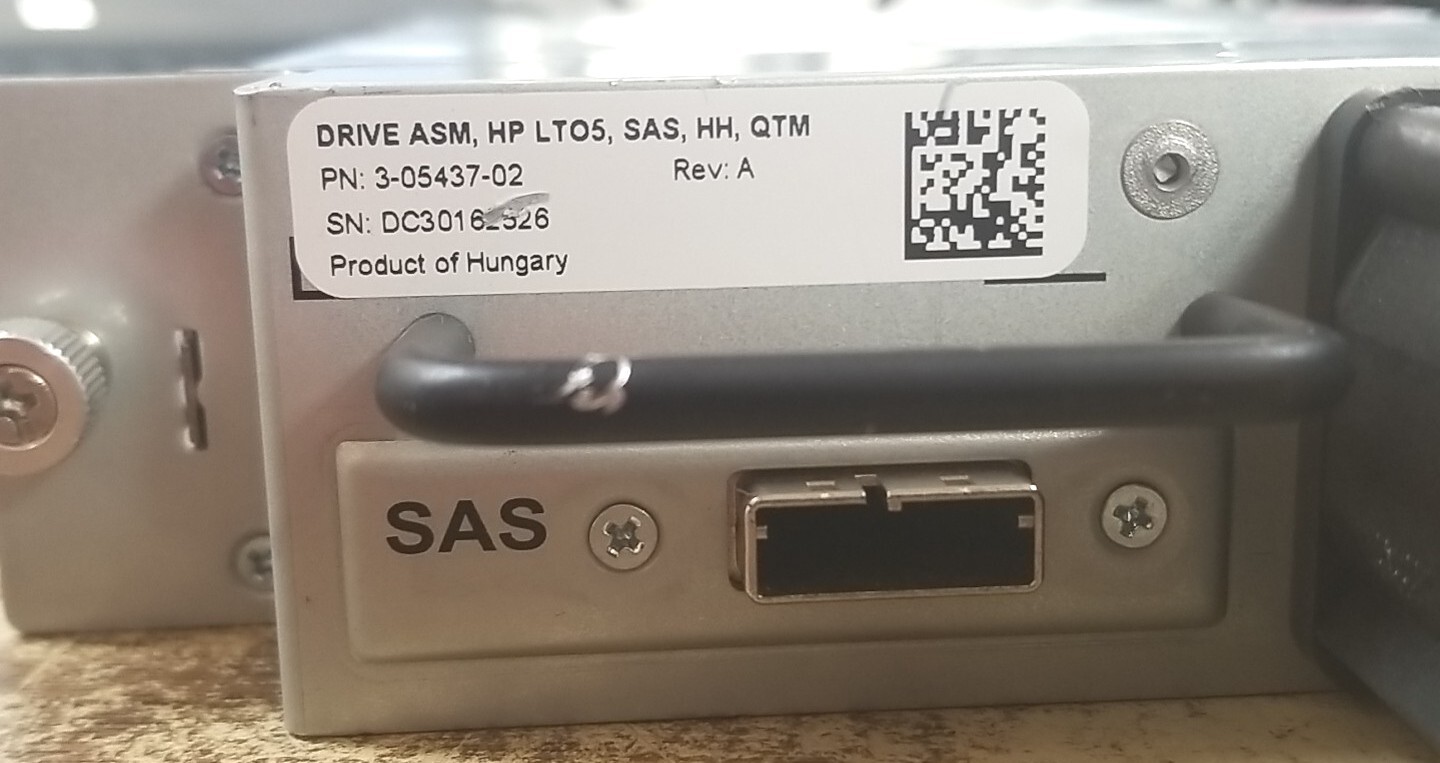 DRIVE ASM, HP LTO5, SAS, HH, QTM
PN: 3-05437-02 Rev: A
SN:
Product of Hungary
SAS